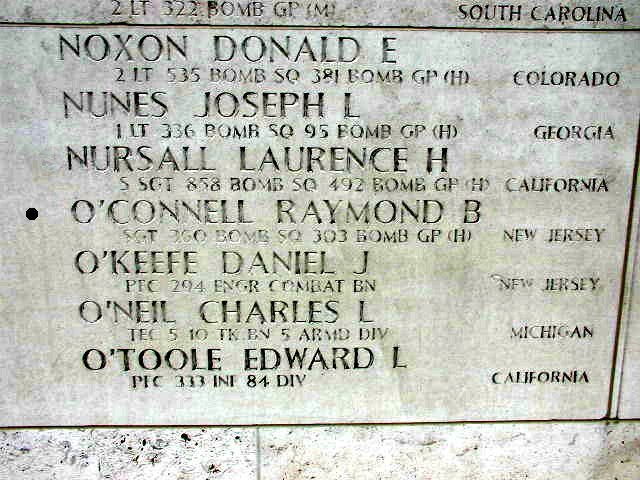 2 LT 322 BOMB GP (M) SOUTH CAROLINA
NOXON DONALD E
2 LT 535 BOMB SQ 381 BOMB GP (H) COLORADO
NUNES JOSEPH L
1 LT 336 BOMB SQ 95 BOMB GP (H) GEORGIA
NURSALL LAURENCE H
S SGT 858 BOMB SQ 492 BOMB GP (H) CALIFORNIA
O'CONNELL RAYMOND B
SGT 360 BOMB SQ 303 BOMB GP (H) NEW JERSEY
O'KEEFE DANIEL J
PFC 294 ENGR COMBAT BN NEW JERSEY
O'NEIL CHARLES L
TEC 5 10 TK BN 5 ARMD DIV MICHIGAN
O'TOOLE EDWARD L
PFC 333 INF 84 DIV CALIFORNIA